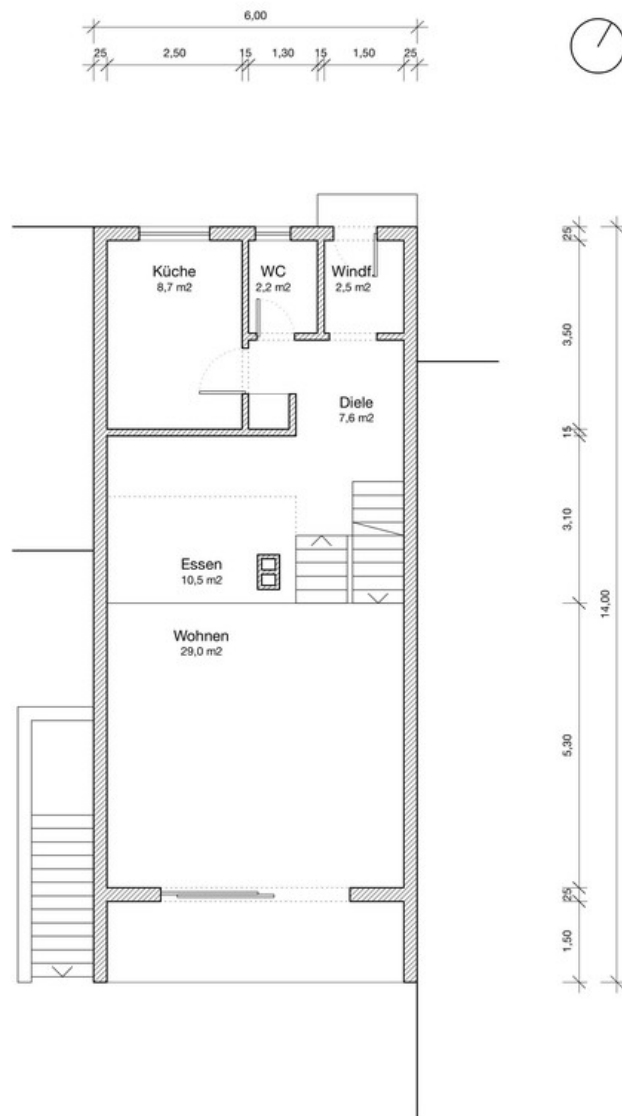 6,00
25 2,50 15 1,30 15 1,50 25
Küche
8,7 m2
WC
2,2 m2
Windf.
2,5 m2
Diele
7,6 m2
Essen
10,5 m2
Wohnen
29,0 m2
25
3,50
15
3,10
5,30
25
1,50
14,00